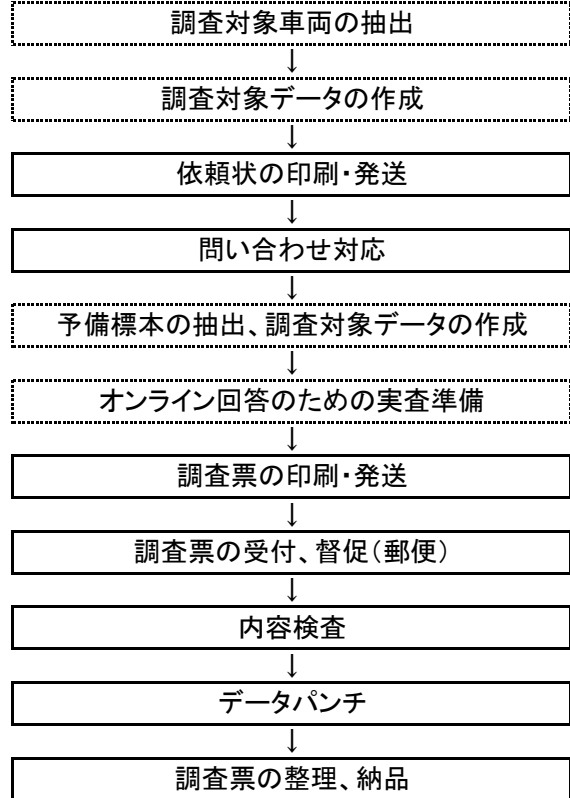 調査対象車両の抽出
↓
調査対象データの作成
↓
依頼状の印刷・発送
↓
問い合わせ対応
↓
予備標本の抽出、調査対象データの作成
↓
オンライン回答のための実査準備
↓
調査票の印刷・発送
↓
調査票の受付、督促(郵便)
↓
内容検査
↓
データパンチ
↓
調査票の整理、納品